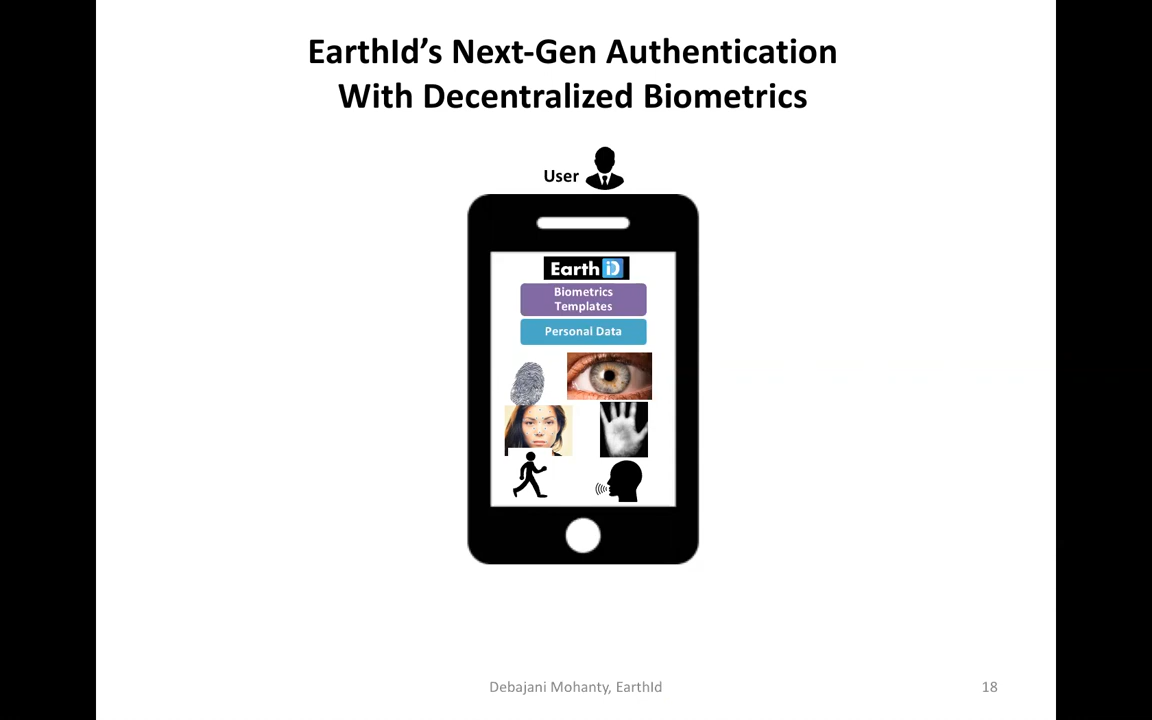 EarthId’s Next-Gen Authentication
With Decentralized Biometrics
User
Earth iD
Biometrics
Templates
Personal Data
Debajani Mohanty, EarthId
18